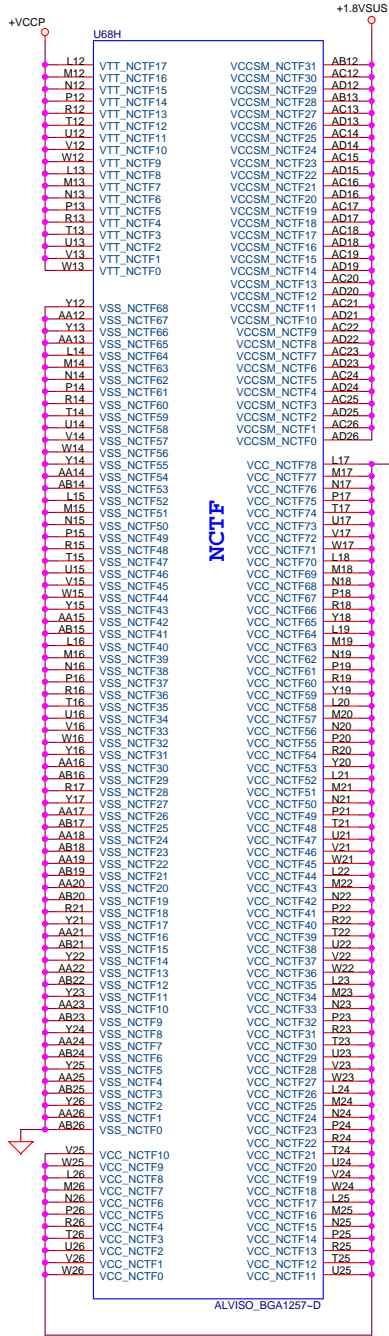 +VCCP
+1.8VSUS
U68H
L12 VTT_NCTF17
M12 VTT_NCTF16
N12 VTT_NCTF15
P12 VTT_NCTF14
R12 VTT_NCTF13
T12 VTT_NCTF12
U12 VTT_NCTF11
V12 VTT_NCTF10
W12 VTT_NCTF9
L13 VTT_NCTF8
M13 VTT_NCTF7
N13 VTT_NCTF6
P13 VTT_NCTF5
R13 VTT_NCTF4
T13 VTT_NCTF3
U13 VTT_NCTF2
V13 VTT_NCTF1
W13 VTT_NCTF0
Y12 VSS_NCTF68
AA12 VSS_NCTF67
Y13 VSS_NCTF66
AA13 VSS_NCTF65
L14 VSS_NCTF64
M14 VSS_NCTF63
N14 VSS_NCTF62
P14 VSS_NCTF61
R14 VSS_NCTF60
T14 VSS_NCTF59
U14 VSS_NCTF58
V14 VSS_NCTF57
W14 VSS_NCTF56
Y14 VSS_NCTF55
AA14 VSS_NCTF54
AB14 VSS_NCTF53
L15 VSS_NCTF52
M15 VSS_NCTF51
N15 VSS_NCTF50
P15 VSS_NCTF49
R15 VSS_NCTF48
T15 VSS_NCTF47
U15 VSS_NCTF46
V15 VSS_NCTF45
W15 VSS_NCTF44
Y15 VSS_NCTF43
AA15 VSS_NCTF42
AB15 VSS_NCTF41
L16 VSS_NCTF40
M16 VSS_NCTF39
N16 VSS_NCTF38
P16 VSS_NCTF37
R16 VSS_NCTF36
T16 VSS_NCTF35
U16 VSS_NCTF34
V16 VSS_NCTF33
W16 VSS_NCTF32
Y16 VSS_NCTF31
AA16 VSS_NCTF30
AB16 VSS_NCTF29
R17 VSS_NCTF28
Y17 VSS_NCTF27
AA17 VSS_NCTF26
AB17 VSS_NCTF25
AA18 VSS_NCTF24
AB18 VSS_NCTF23
AA19 VSS_NCTF22
AB19 VSS_NCTF21
AA20 VSS_NCTF20
AB20 VSS_NCTF19
R21 VSS_NCTF18
Y21 VSS_NCTF17
AA21 VSS_NCTF16
AB21 VSS_NCTF15
Y22 VSS_NCTF14
AA22 VSS_NCTF13
AB22 VSS_NCTF12
Y23 VSS_NCTF11
AA23 VSS_NCTF10
AB23 VSS_NCTF9
Y24 VSS_NCTF8
AA24 VSS_NCTF7
AB24 VSS_NCTF6
Y25 VSS_NCTF5
AA25 VSS_NCTF4
AB25 VSS_NCTF3
Y26 VSS_NCTF2
AA26 VSS_NCTF1
AB26 VSS_NCTF0
V25 VCC_NCTF10
W25 VCC_NCTF9
L26 VCC_NCTF8
M26 VCC_NCTF7
N26 VCC_NCTF6
P26 VCC_NCTF5
R26 VCC_NCTF4
T26 VCC_NCTF3
U26 VCC_NCTF2
V26 VCC_NCTF1
W26 VCC_NCTF0
NCTF
VCCSM_NCTF31 AB12
VCCSM_NCTF30 AC12
VCCSM_NCTF29 AD12
VCCSM_NCTF28 AB13
VCCSM_NCTF27 AC13
VCCSM_NCTF26 AD13
VCCSM_NCTF25 AC14
VCCSM_NCTF24 AD14
VCCSM_NCTF23 AC15
VCCSM_NCTF22 AD15
VCCSM_NCTF21 AC16
VCCSM_NCTF20 AD16
VCCSM_NCTF19 AC17
VCCSM_NCTF18 AD17
VCCSM_NCTF17 AC18
VCCSM_NCTF16 AD18
VCCSM_NCTF15 AC19
VCCSM_NCTF14 AD19
VCCSM_NCTF13 AC20
VCCSM_NCTF12 AD20
VCCSM_NCTF11 AC21
VCCSM_NCTF10 AD21
VCCSM_NCTF9 AC22
VCCSM_NCTF8 AD22
VCCSM_NCTF7 AC23
VCCSM_NCTF6 AD23
VCCSM_NCTF5 AC24
VCCSM_NCTF4 AD24
VCCSM_NCTF3 AC25
VCCSM_NCTF2 AD25
VCCSM_NCTF1 AC26
VCCSM_NCTF0 AD26
VCC_NCTF78 L17
VCC_NCTF77 M17
VCC_NCTF76 N17
VCC_NCTF75 P17
VCC_NCTF74 T17
VCC_NCTF73 U17
VCC_NCTF72 V17
VCC_NCTF71 W17
VCC_NCTF70 L18
VCC_NCTF69 M18
VCC_NCTF68 N18
VCC_NCTF67 P18
VCC_NCTF66 R18
VCC_NCTF65 Y18
VCC_NCTF64 L19
VCC_NCTF63 M19
VCC_NCTF62 N19
VCC_NCTF61 P19
VCC_NCTF60 R19
VCC_NCTF59 Y19
VCC_NCTF58 L20
VCC_NCTF57 M20
VCC_NCTF56 N20
VCC_NCTF55 P20
VCC_NCTF54 R20
VCC_NCTF53 Y20
VCC_NCTF52 L21
VCC_NCTF51 M21
VCC_NCTF50 N21
VCC_NCTF49 P21
VCC_NCTF48 T21
VCC_NCTF47 U21
VCC_NCTF46 V21
VCC_NCTF45 W21
VCC_NCTF44 L22
VCC_NCTF43 M22
VCC_NCTF42 N22
VCC_NCTF41 P22
VCC_NCTF40 R22
VCC_NCTF39 T22
VCC_NCTF38 U22
VCC_NCTF37 V22
VCC_NCTF36 W22
VCC_NCTF35 L23
VCC_NCTF34 M23
VCC_NCTF33 N23
VCC_NCTF32 P23
VCC_NCTF31 R23
VCC_NCTF30 T23
VCC_NCTF29 U23
VCC_NCTF28 V23
VCC_NCTF27 W23
VCC_NCTF26 L24
VCC_NCTF25 M24
VCC_NCTF24 N24
VCC_NCTF23 P24
VCC_NCTF22 R24
VCC_NCTF21 T24
VCC_NCTF20 U24
VCC_NCTF19 V24
VCC_NCTF18 W24
VCC_NCTF17 L25
VCC_NCTF16 M25
VCC_NCTF15 N25
VCC_NCTF14 P25
VCC_NCTF13 R25
VCC_NCTF12 T25
VCC_NCTF11 U25
ALVISO_BGA1257~D